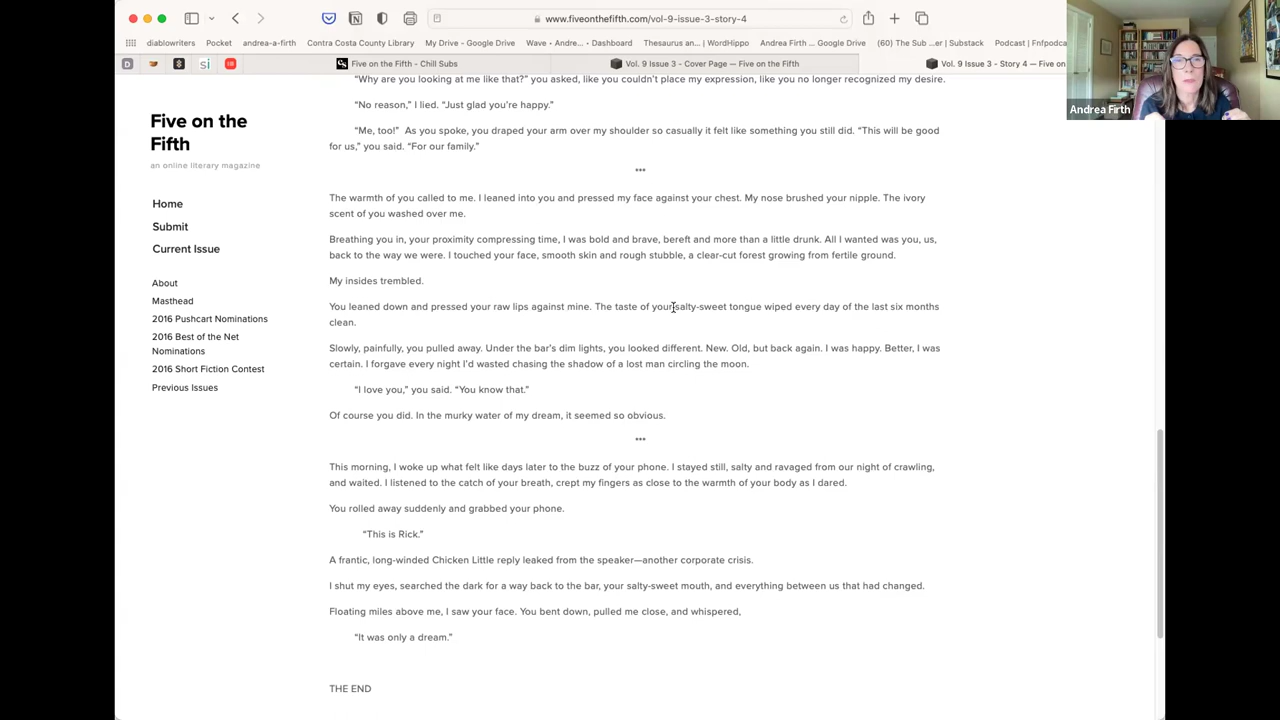 www.fiveonthefifth.com/vol-9-issue-3-story-4
diablowriters
Pocket
andrea-a-firth
Contra Costa County Library
My Drive - Google Drive
Wave • Andre... • Dashboard
Thesaurus an... | WordHippo
Andrea Firth ... Google Drive
(60) The Sub ...er | Substack
Podcast | Fnfpodca
D
si
Five on the Fifth - Chill Subs
Vol. 9 Issue 3 - Cover Page — Five on the Fifth
Vol. 9 Issue 3 - Story 4 — Five on
Andrea Firth
Five on the
Fifth
an online literary magazine
Home
Submit
Current Issue
About
Masthead
2016 Pushcart Nominations
2016 Best of the Net
Nominations
2016 Short Fiction Contest
Previous Issues
“Why are you looking at me like that?” you asked, like you couldn’t place my expression, like you no longer recognized my desire.
“No reason,” I lied. “Just glad you’re happy.”
“Me, too!” As you spoke, you draped your arm over my shoulder so casually it felt like something you still did. “This will be good
for us,” you said. “For our family.”
***
The warmth of you called to me. I leaned into you and pressed my face against your chest. My nose brushed your nipple. The ivory
scent of you washed over me.
Breathing you in, your proximity compressing time, I was bold and brave, bereft and more than a little drunk. All I wanted was you, us,
back to the way we were. I touched your face, smooth skin and rough stubble, a clear-cut forest growing from fertile ground.
My insides trembled.
You leaned down and pressed your raw lips against mine. The taste of your salty-sweet tongue wiped every day of the last six months
clean.
Slowly, painfully, you pulled away. Under the bar’s dim lights, you looked different. New. Old, but back again. I was happy. Better, I was
certain. I forgave every night I’d wasted chasing the shadow of a lost man circling the moon.
“I love you,” you said. “You know that.”
Of course you did. In the murky water of my dream, it seemed so obvious.
***
This morning, I woke up what felt like days later to the buzz of your phone. I stayed still, salty and ravaged from our night of crawling,
and waited. I listened to the catch of your breath, crept my fingers as close to the warmth of your body as I dared.
You rolled away suddenly and grabbed your phone.
“This is Rick.”
A frantic, long-winded Chicken Little reply leaked from the speaker—another corporate crisis.
I shut my eyes, searched the dark for a way back to the bar, your salty-sweet mouth, and everything between us that had changed.
Floating miles above me, I saw your face. You bent down, pulled me close, and whispered,
“It was only a dream.”
THE END